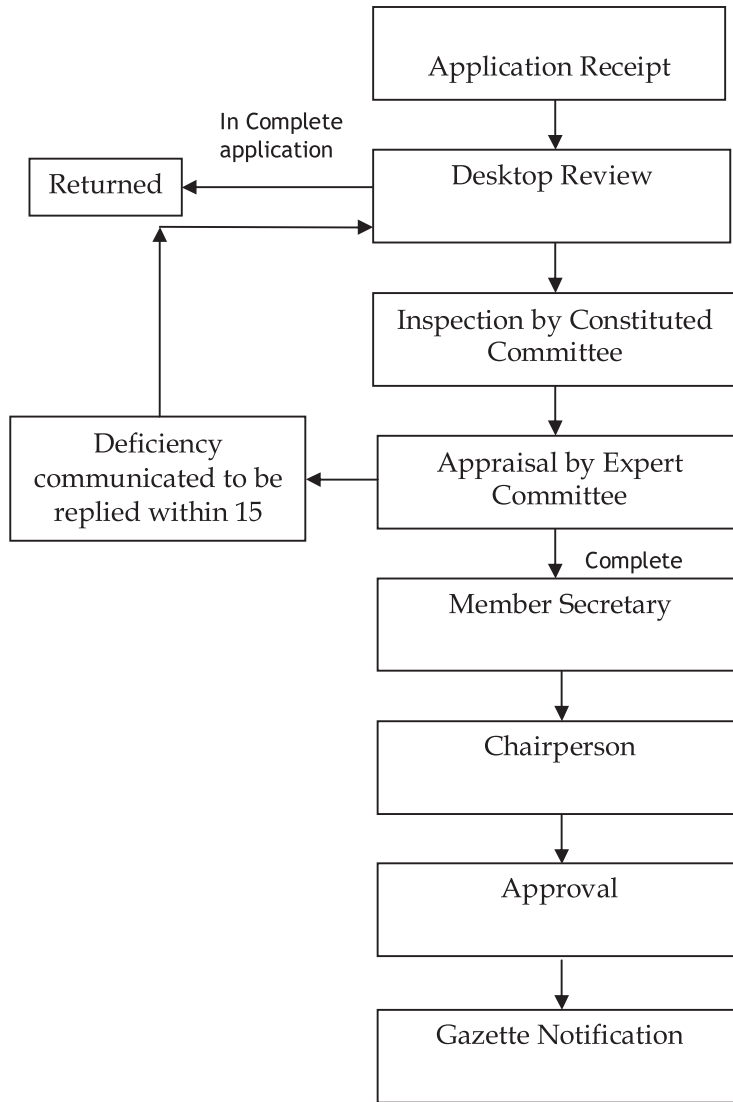 Application Receipt
In Complete
application
Returned
Desktop Review
Inspection by Constituted
Committee
Deficiency
communicated to be
replied within 15
Appraisal by Expert
Committee
Complete
Member Secretary
Chairperson
Approval
Gazette Notification